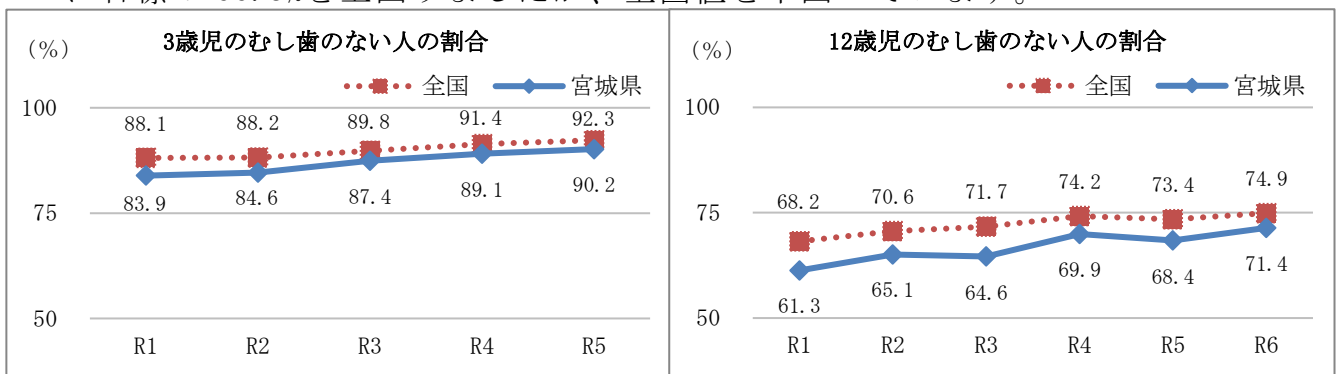 3歳児のむし歯のない人の割合
(%)
全国 宮城県
100
88.1 88.2 89.8 91.4 92.3
83.9 84.6 87.4 89.1 90.2
75
50
R1 R2 R3 R4 R5
12歳児のむし歯のない人の割合
(%)
全国 宮城県
100
68.2 70.6 71.7 74.2 73.4 74.9
75
61.3 65.1 64.6 69.9 68.4 71.4
50
R1 R2 R3 R4 R5 R6